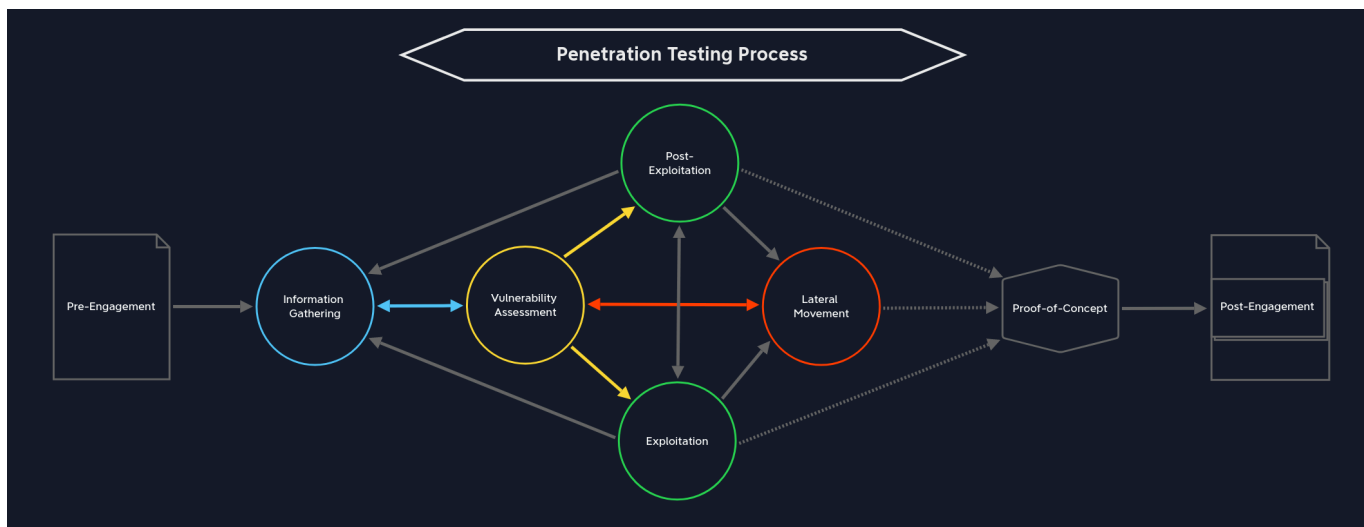 Penetration Testing Process
Post-
Exploitation
Pre-Engagement
Information
Gathering
Vulnerability
Assessment
Lateral
Movement
Proof-of-Concept
Post-Engagement
Exploitation